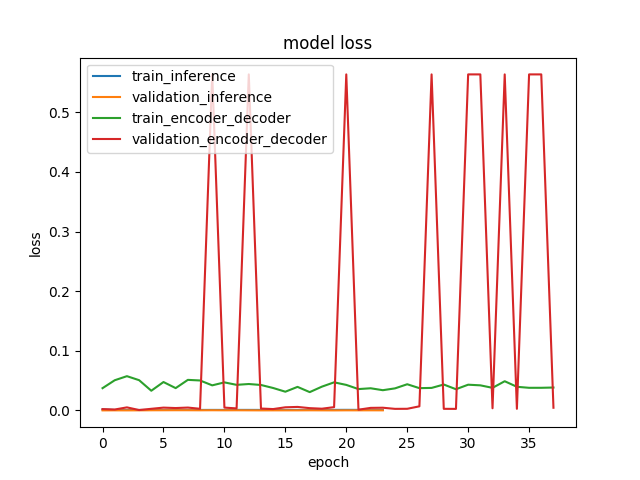 model loss
train_inference
validation_inference
train_encoder_decoder
validation_encoder_decoder
loss
0.5
0.4
0.3
0.2
0.1
0.0
0 5 10 15 20 25 30 35
epoch